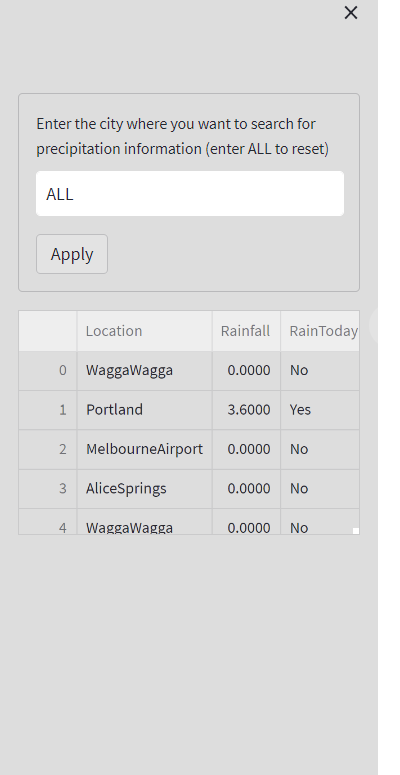 Enter the city where you want to search for
precipitation information (enter ALL to reset)
ALL
Apply
Location Rainfall RainToday
0 WaggaWagga 0.0000 No
1 Portland 3.6000 Yes
2 MelbourneAirport 0.0000 No
3 AliceSprings 0.0000 No
4 WaggaWagga 0.0000 No